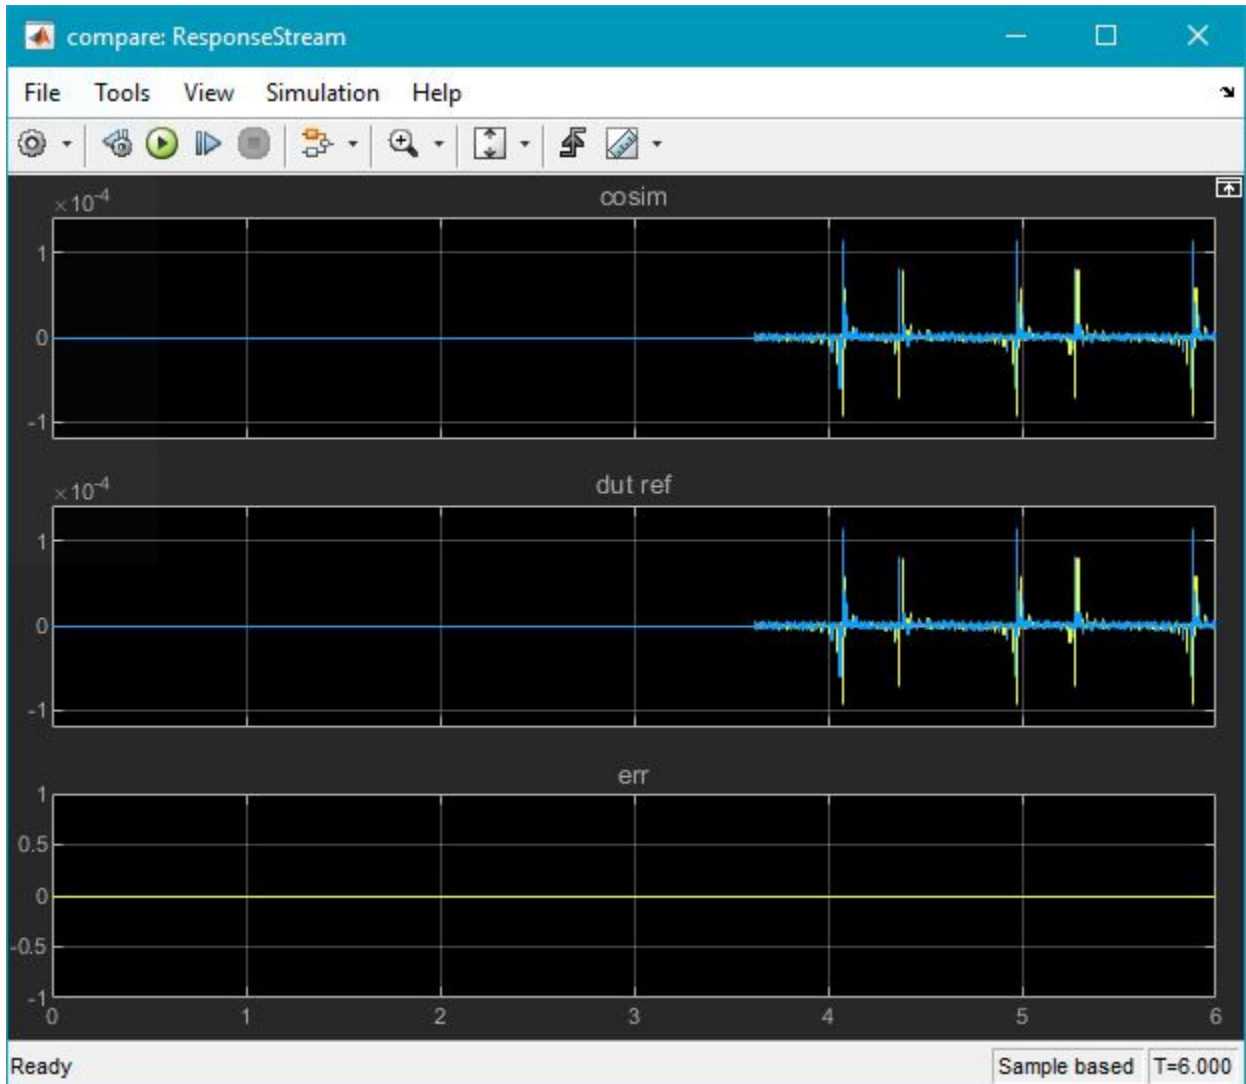 compare: ResponseStream
File Tools View Simulation Help
cosim
×10⁻⁴
1
0
-1
dut ref
×10⁻⁴
1
0
-1
err
1
0.5
0
-0.5
-1
0 1 2 3 4 5 6
Ready Sample based T=6.000